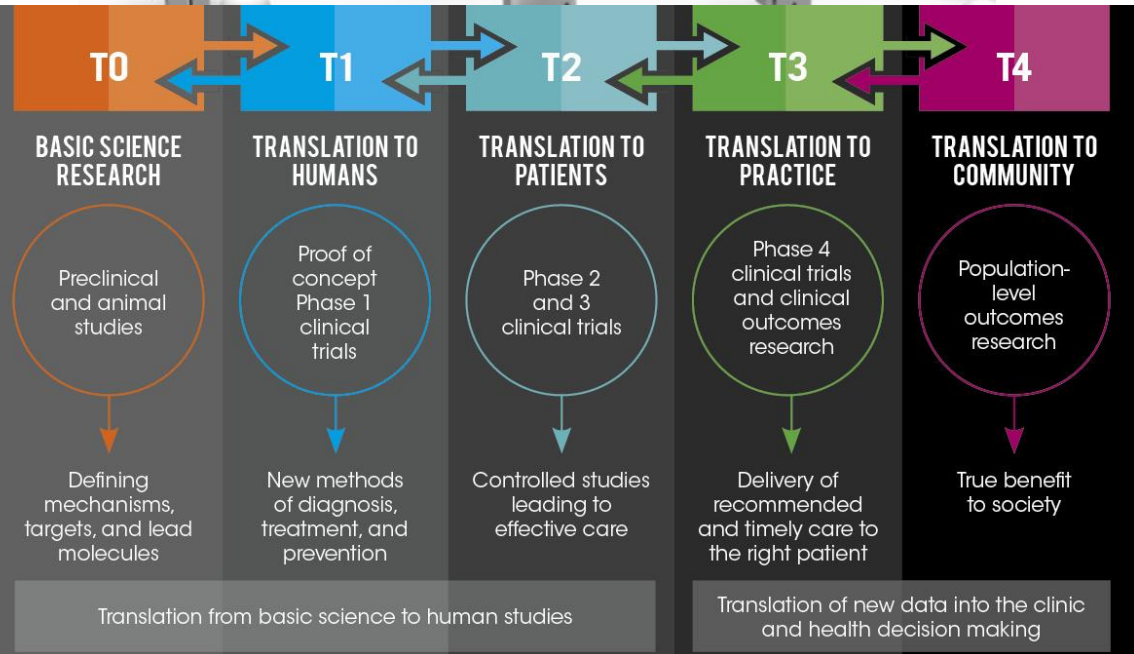 T0
T1
T2
T3
T4
BASIC SCIENCE
RESEARCH
TRANSLATION TO
HUMANS
TRANSLATION TO
PATIENTS
TRANSLATION TO
PRACTICE
TRANSLATION TO
COMMUNITY
Preclinical
and animal
studies
Proof of
concept
Phase 1
clinical
trials
Phase 2
and 3
clinical trials
Phase 4
clinical trials
and clinical
outcomes
research
Population-
level
outcomes
research
Defining
mechanisms,
targets, and lead
molecules
New methods
of diagnosis,
treatment, and
prevention
Controlled studies
leading to
effective care
Delivery of
recommended
and timely care to
the right patient
True benefit
to society
Translation from basic science to human studies
Translation of new data into the clinic
and health decision making